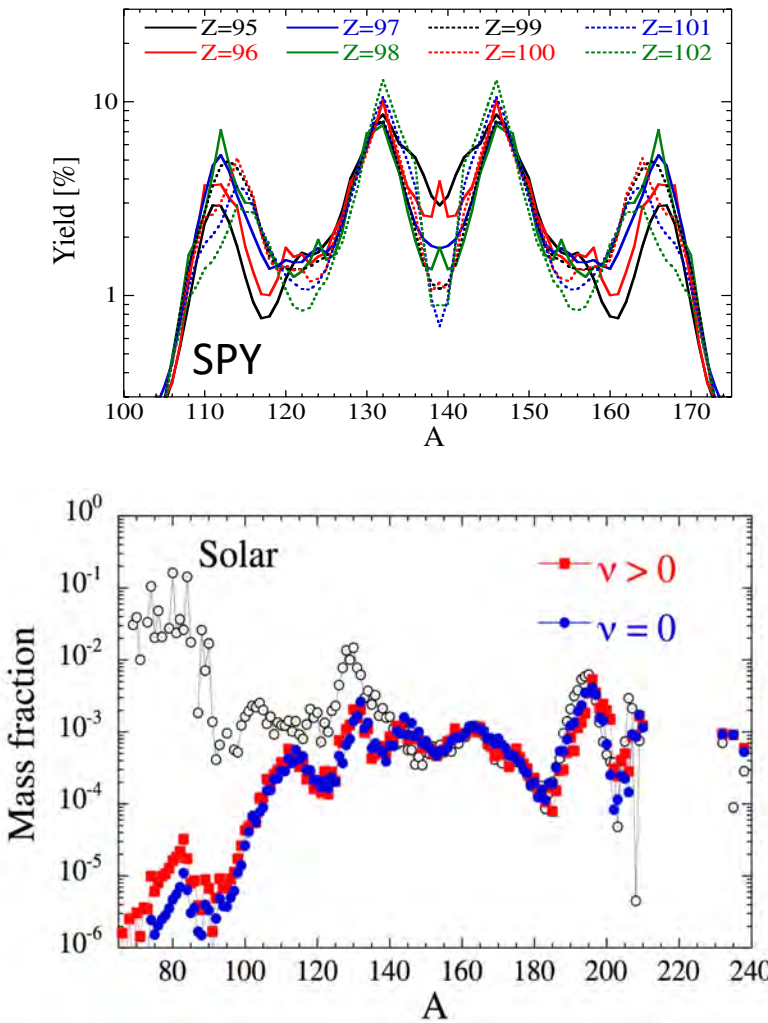 Z=95 Z=97 Z=99 Z=101
Z=96 Z=98 Z=100 Z=102
10
1
Yield [%]
SPY
100 110 120 130 140 150 160 170
A
10^0
10^-1
10^-2
10^-3
10^-4
10^-5
10^-6
Mass fraction
Solar
ν > 0
ν = 0
80 100 120 140 160 180 200 220 240
A